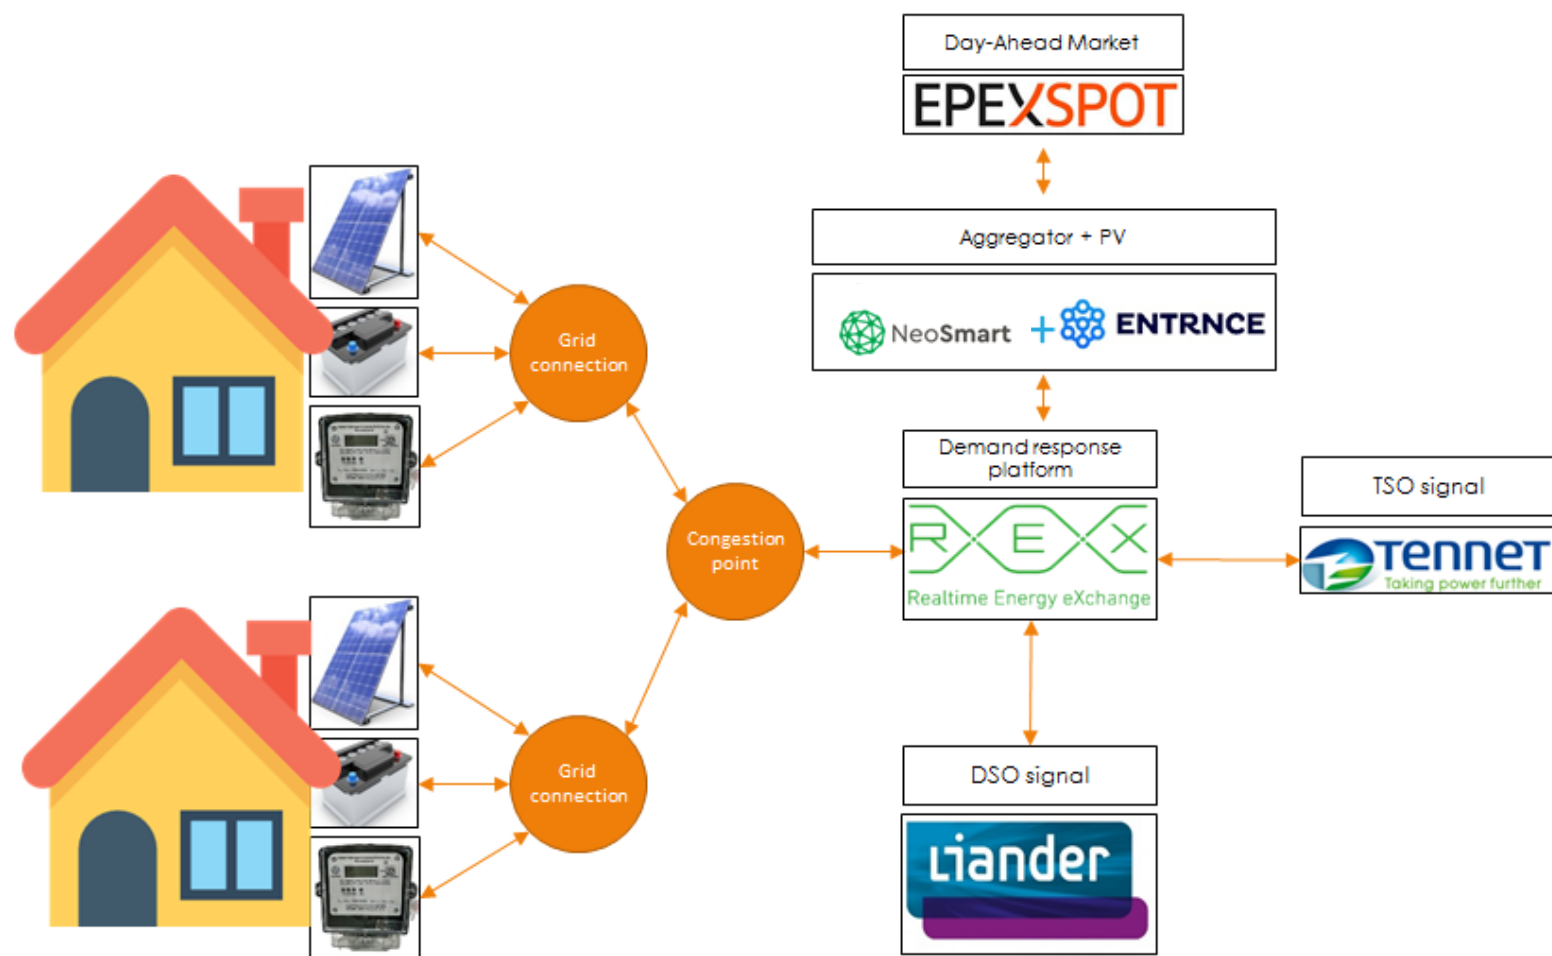 Day-Ahead Market
EPEXSPOT
Aggregator + PV
NeoSmart + ENTRNCE
Grid
connection
Demand response
platform
TSO signal
REX
Realtime Energy eXchange
TENNET
Taking power further
Congestion
point
Grid
connection
DSO signal
Liander